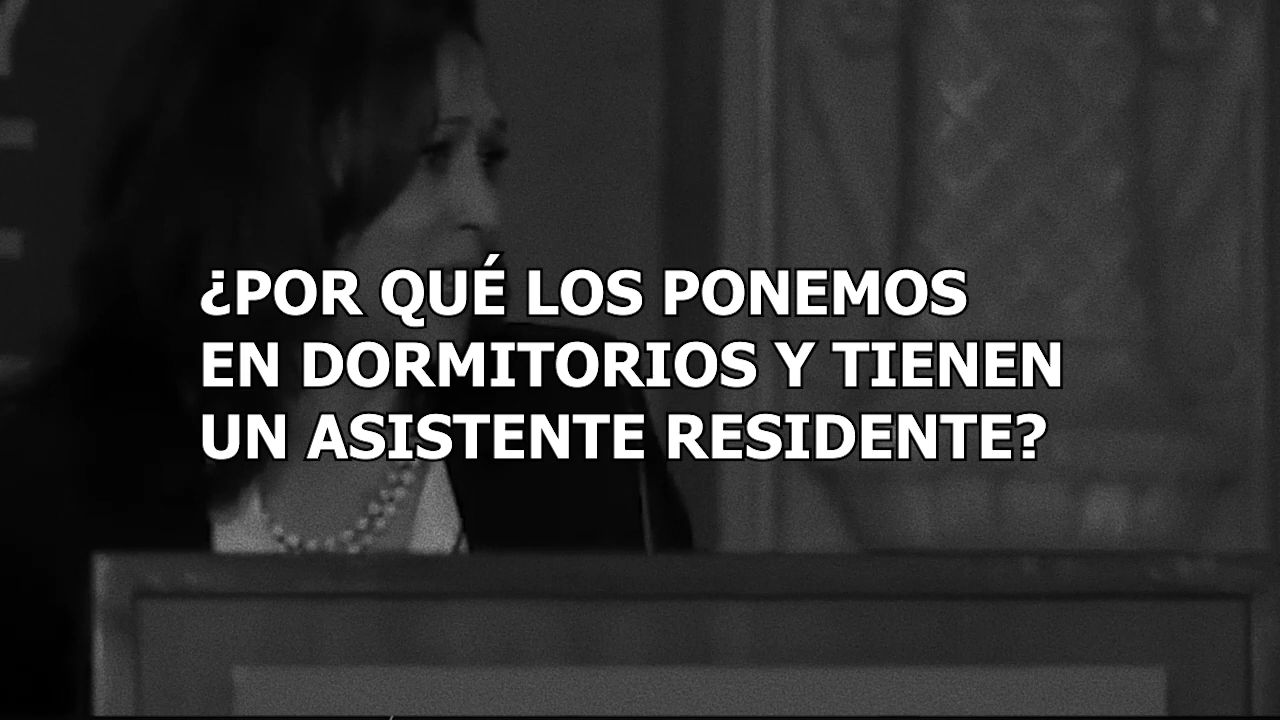 ¿POR QUÉ LOS PONEMOS
EN DORMITORIOS Y TIENEN
UN ASISTENTE RESIDENTE?